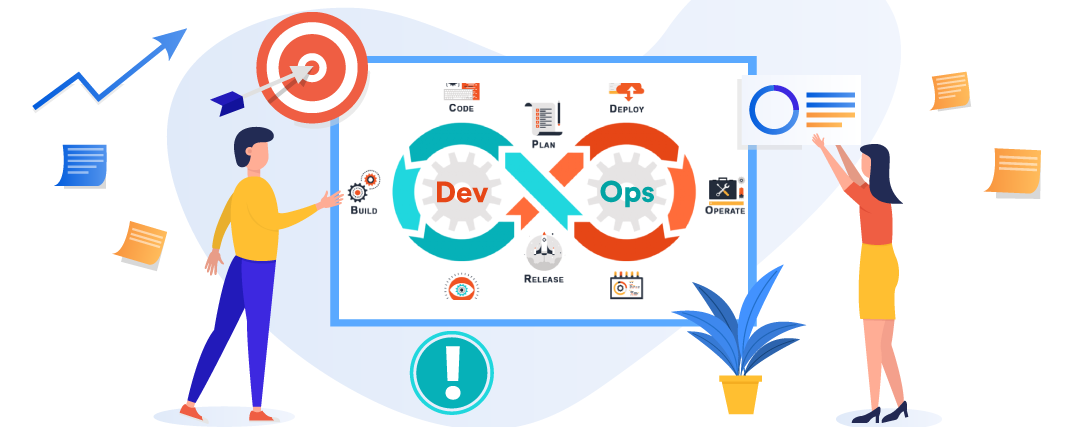 CODE
DEPLOY
PLAN
Dev
Ops
BUILD
OPERATE
RELEASE
!